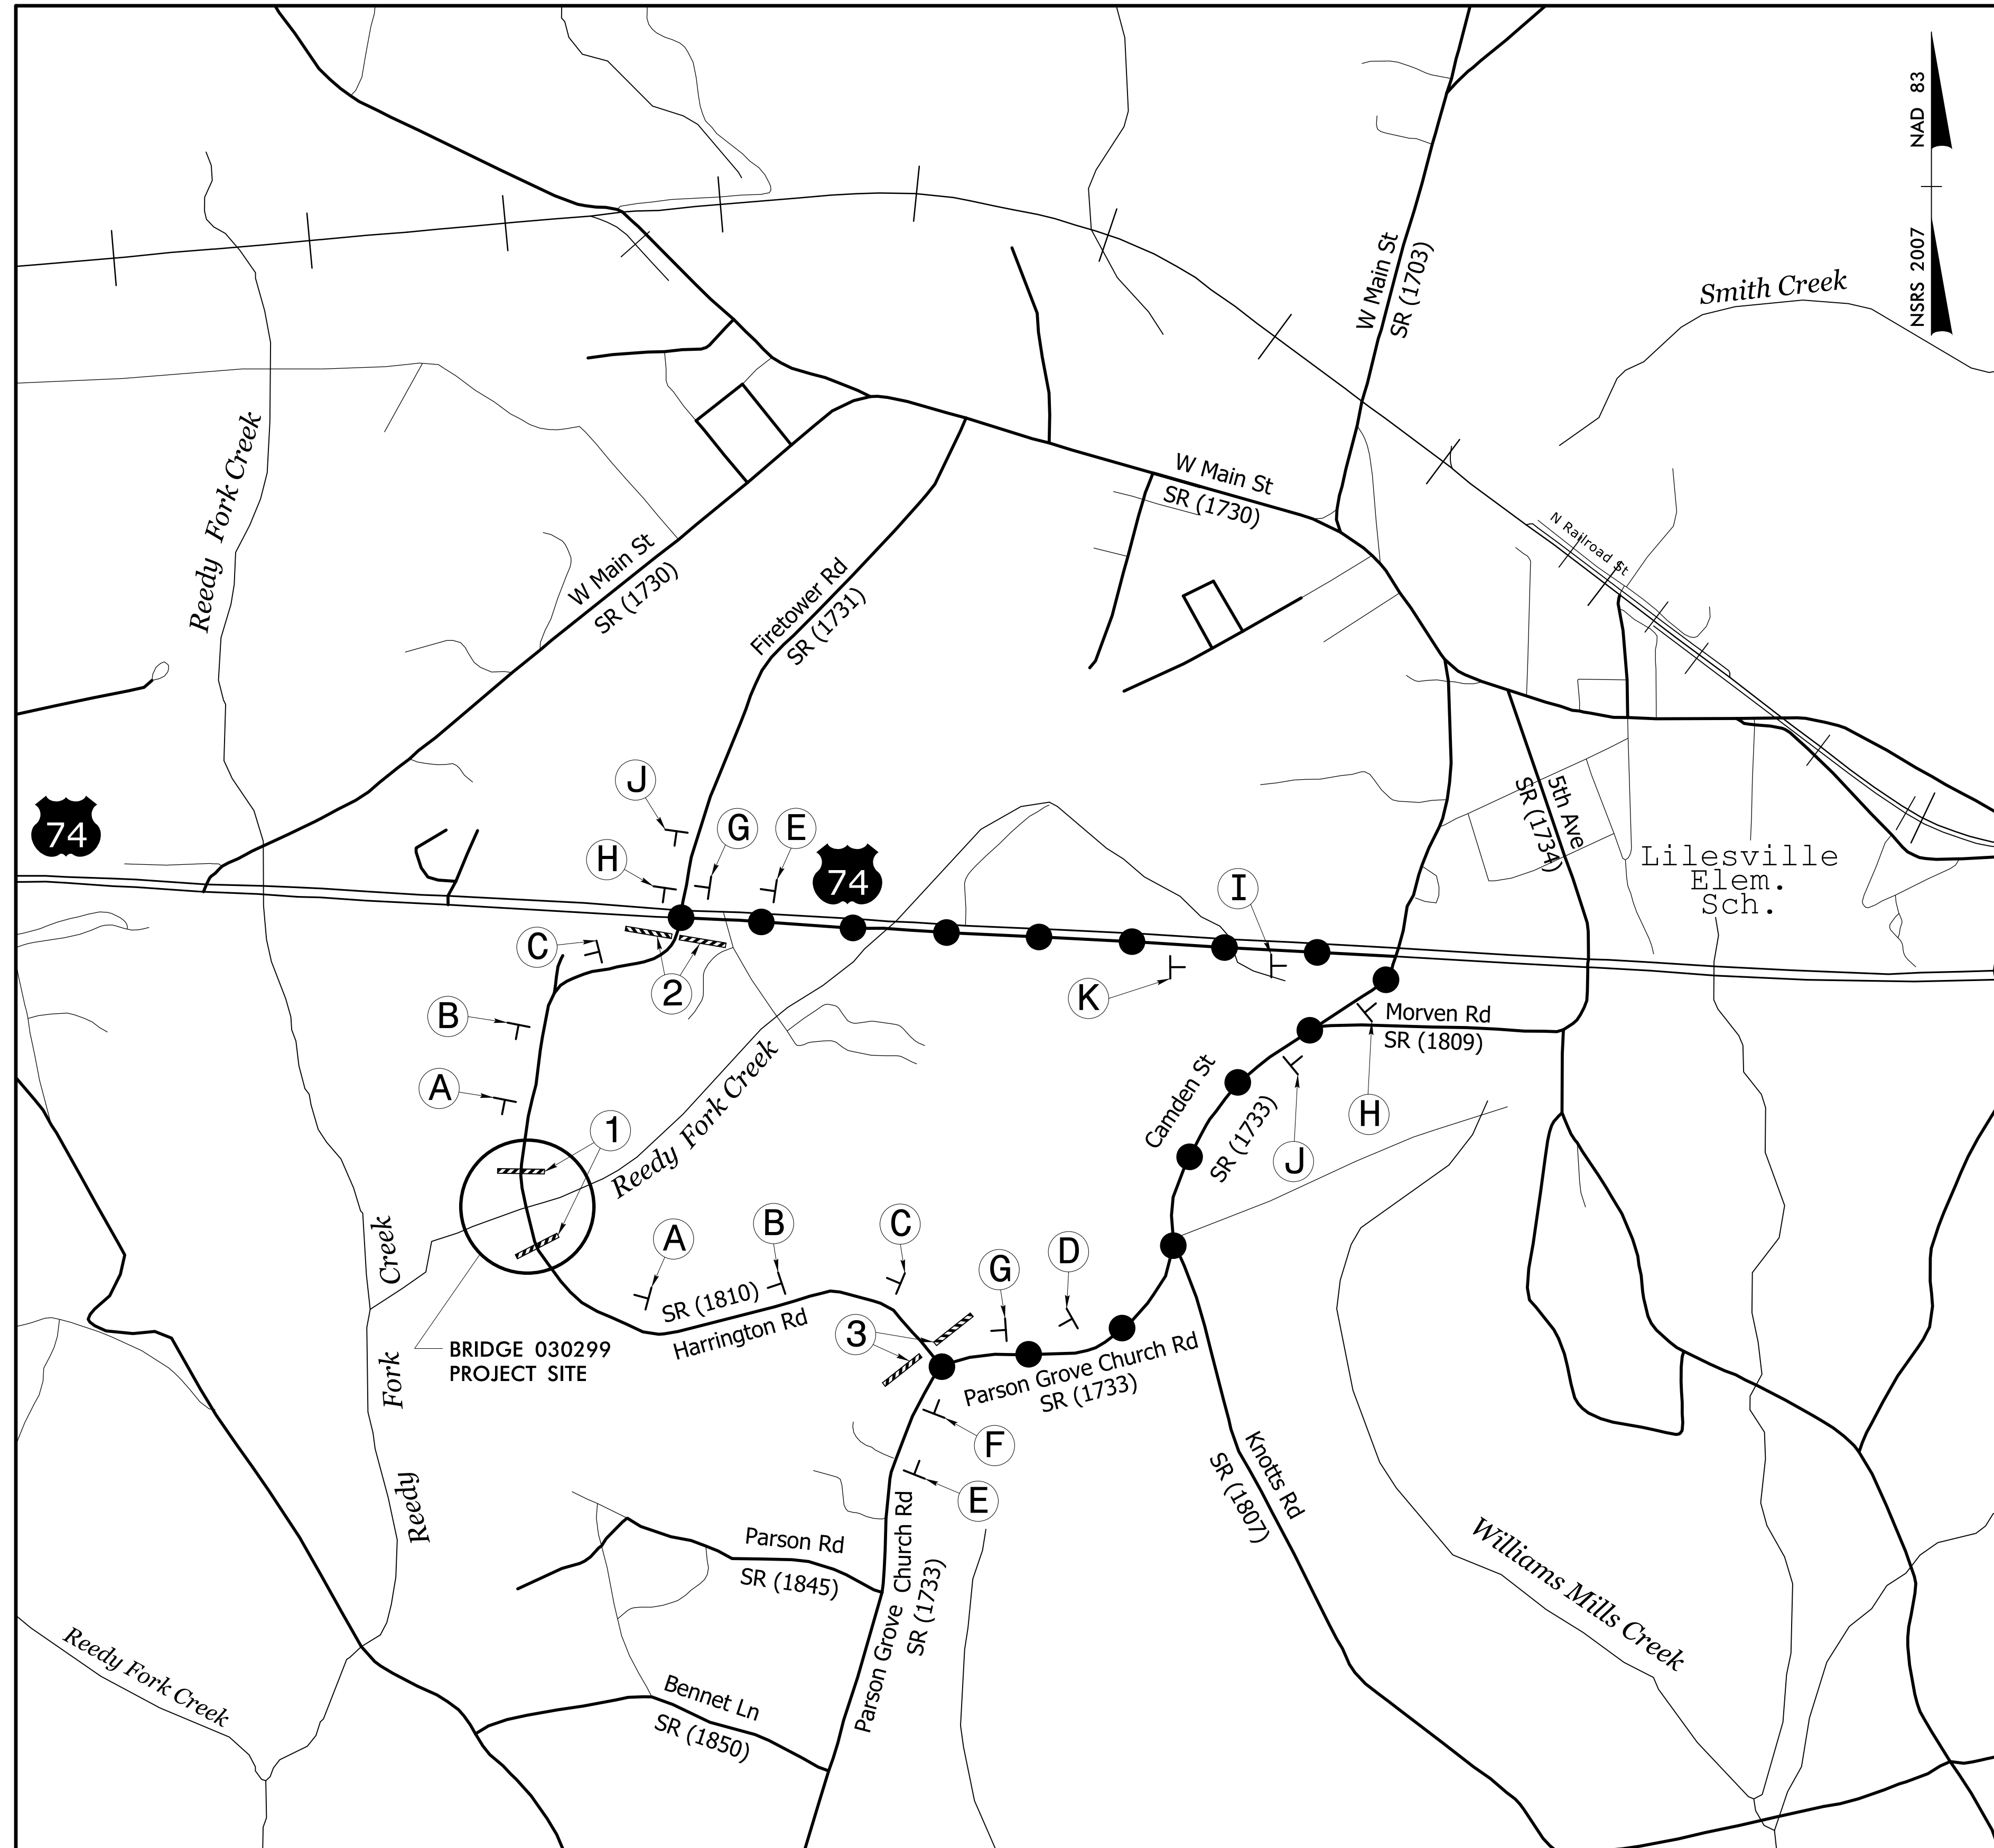 NAD 83
NSRS 2007
Smith Creek
W Main St
SR (1703)
Reedy Fork Creek
W Main St
SR (1730)
N Railroad St
W Main St
SR (1730)
Firetower Rd
SR (1731)
74
J
G
E
H
74
I
5th Ave
SR (1734)
Lilesville
Elem.
Sch.
C
2
K
B
Morven Rd
SR (1809)
A
Reedy Fork Creek
Camden St
SR (1733)
H
J
1
A
B
C
G
D
SR (1810)
Harrington Rd
3
BRIDGE 030299
PROJECT SITE
Reedy Fork Creek
Parson Grove Church Rd
SR (1733)
F
E
Knotts Rd
SR (1807)
Parson Rd
SR (1845)
Parson Grove Church Rd
SR (1733)
Williams Mills Creek
Reedy Fork Creek
Bennet Ln
SR (1850)